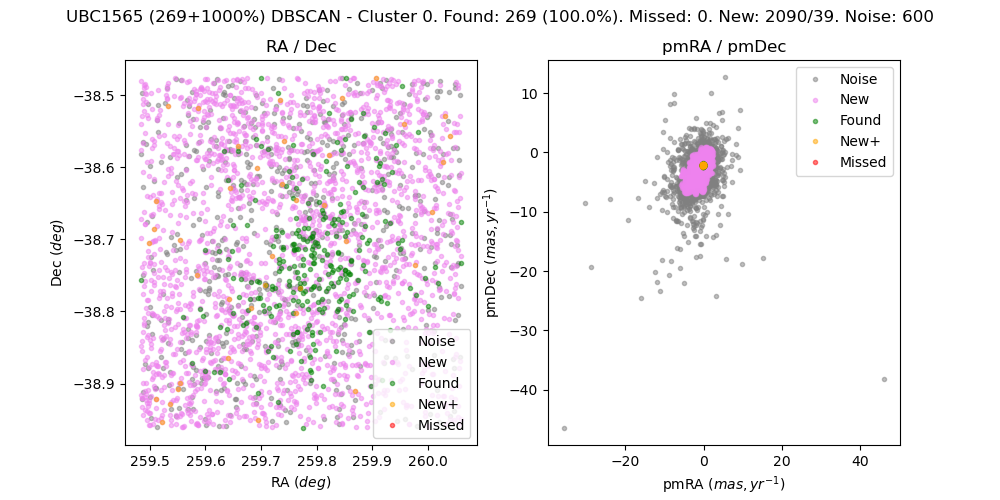 UBC1565 (269+1000%) DBSCAN - Cluster 0. Found: 269 (100.0%). Missed: 0. New: 2090/39. Noise: 600
RA / Dec
−38.5
−38.6
−38.7
−38.8
−38.9
Dec (deg)
259.5 259.6 259.7 259.8 259.9 260.0
RA (deg)
Noise
New
Found
New+
Missed
pmRA / pmDec
10
0
−10
−20
−30
−40
pmDec (mas, yr⁻¹)
−20 0 20 40
pmRA (mas, yr⁻¹)
Noise
New
Found
New+
Missed